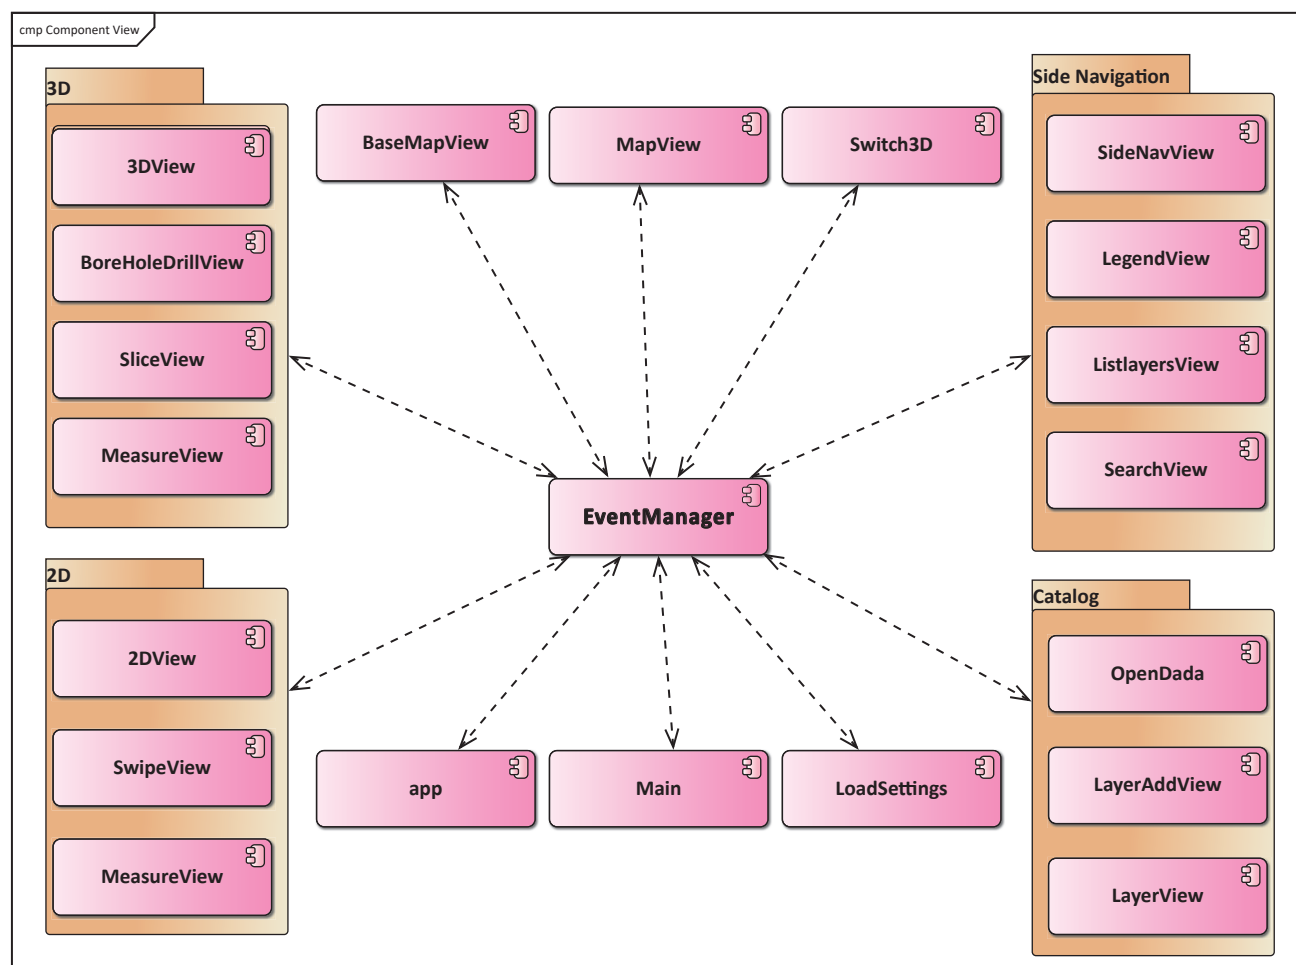 cmp Component View
3D
3DView
BoreHoleDrillView
SliceView
MeasureView
BaseMapView
MapView
Switch3D
Side Navigation
SideNavView
LegendView
ListlayersView
SearchView
EventManager
2D
2DView
SwipeView
MeasureView
app
Main
LoadSettings
Catalog
OpenDada
LayerAddView
LayerView